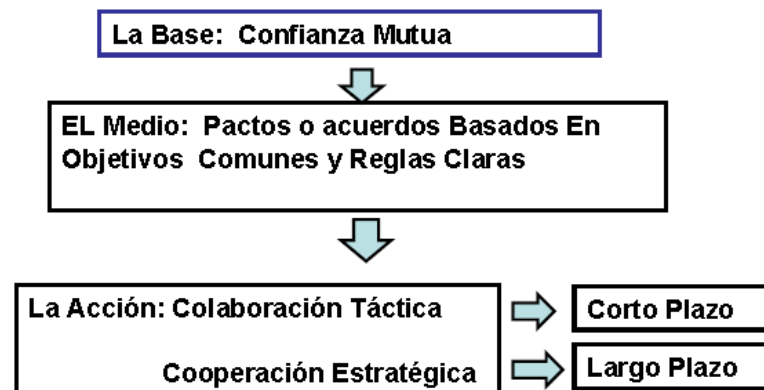 La Base: Confianza Mutua
EL Medio: Pactos o acuerdos Basados En
Objetivos Comunes y Reglas Claras
La Acción: Colaboración Táctica
Corto Plazo
Cooperación Estratégica
Largo Plazo